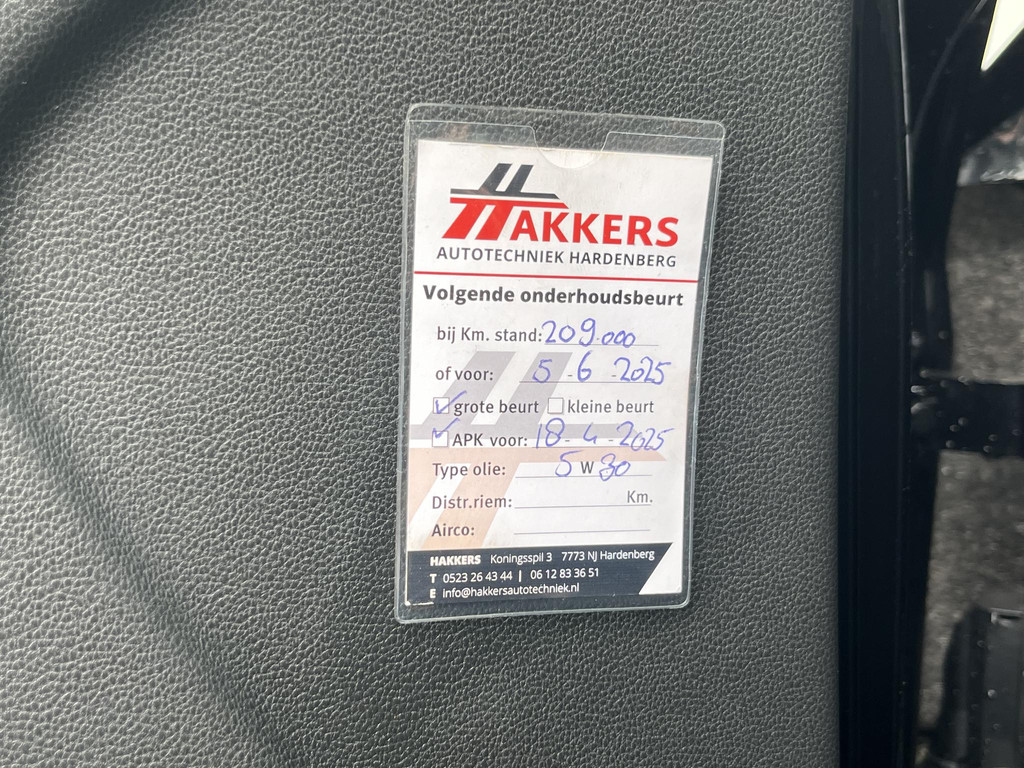 HAKKERS
AUTOTECHNIEK HARDENBERG
Volgende onderhoudsbeurt
bij Km. stand: 209.000
of voor: 5-6-2025
grote beurt kleine beurt
APK voor: 18-4-2025
Type olie: 5 W 30
Distr.riem: Km.
Airco:
HAKKERS Koningsspil 3 7773 NJ Hardenberg
T 0523 26 43 44 | 06 12 83 36 51
E info@hakkersautotechniek.nl